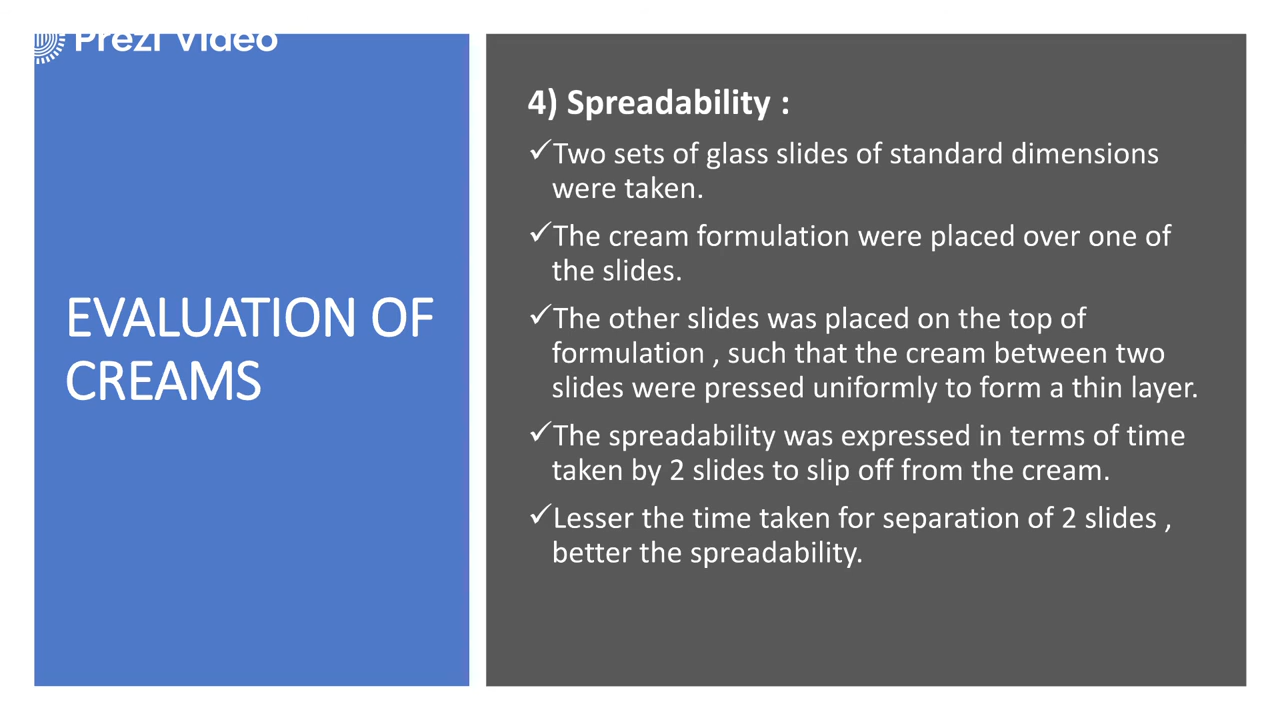 Prezi Video
EVALUATION OF
CREAMS
4) Spreadability :
✓Two sets of glass slides of standard dimensions
were taken.
✓The cream formulation were placed over one of
the slides.
✓The other slides was placed on the top of
formulation , such that the cream between two
slides were pressed uniformly to form a thin layer.
✓The spreadability was expressed in terms of time
taken by 2 slides to slip off from the cream.
✓Lesser the time taken for separation of 2 slides ,
better the spreadability.